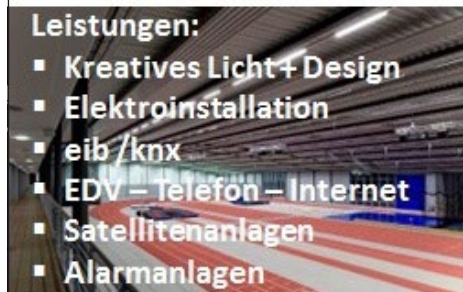 Leistungen:
▪ Kreatives Licht + Design
▪ Elektroinstallation
▪ eib /knx
▪ EDV – Telefon – Internet
▪ Satellitenanlagen
▪ Alarmanlagen